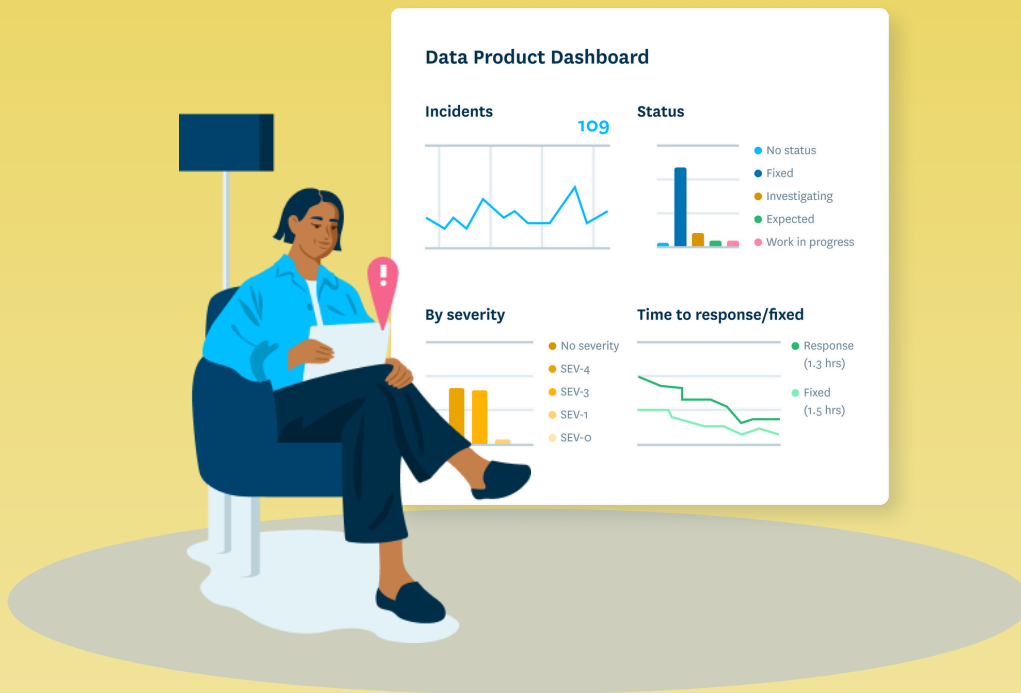 Data Product Dashboard
Incidents
109
Status
No status
Fixed
Investigating
Expected
Work in progress
By severity
No severity
SEV-4
SEV-3
SEV-1
SEV-0
Time to response/fixed
Response
(1.3 hrs)
Fixed
(1.5 hrs)
!